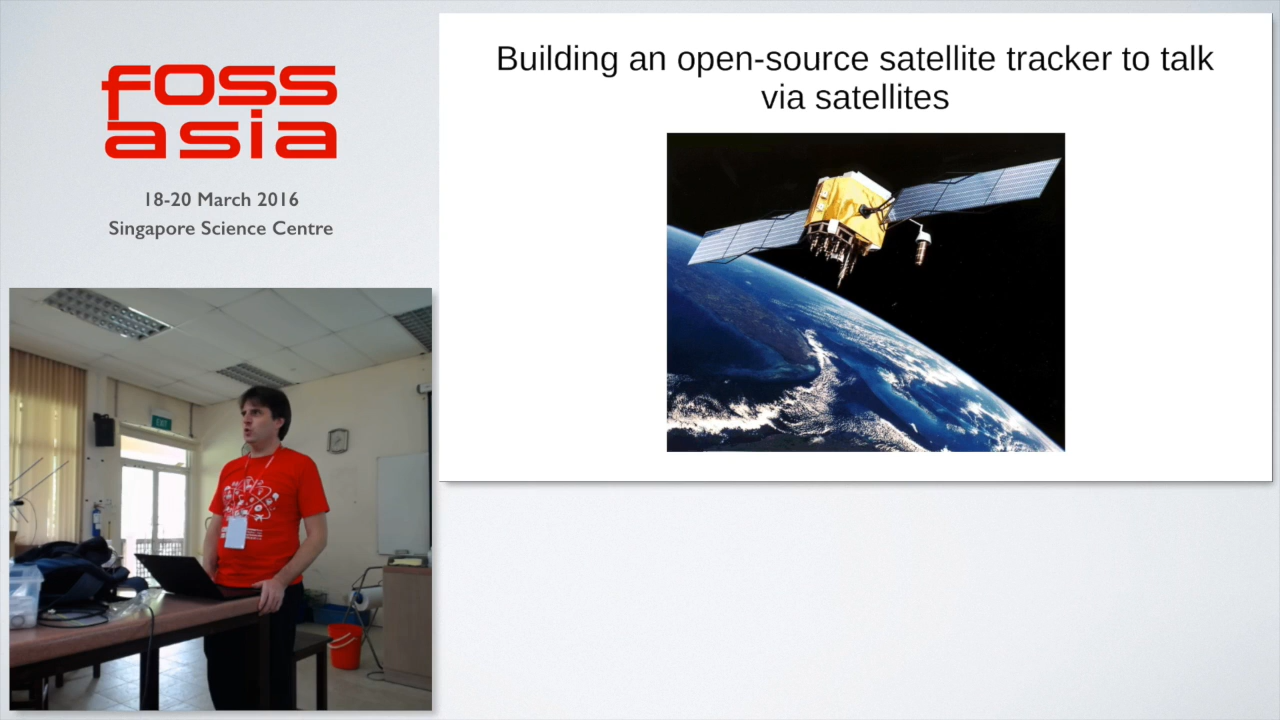 foss
asia
18-20 March 2016
Singapore Science Centre
Building an open-source satellite tracker to talk
via satellites
EXIT